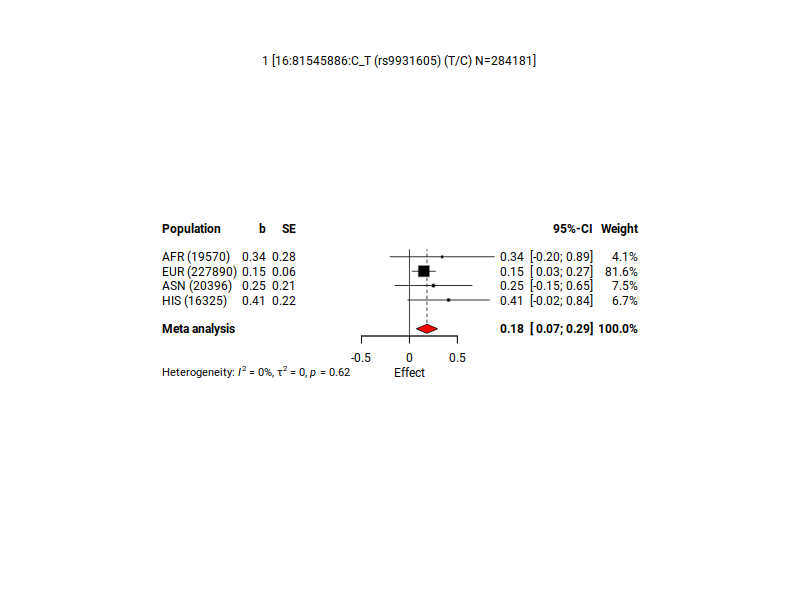 1 [16:81545886:C_T (rs9931605) (T/C) N=284181]
Population b SE 95%-CI Weight
AFR (19570) 0.34 0.28 0.34 [-0.20; 0.89] 4.1%
EUR (227890) 0.15 0.06 0.15 [ 0.03; 0.27] 81.6%
ASN (20396) 0.25 0.21 0.25 [-0.15; 0.65] 7.5%
HIS (16325) 0.41 0.22 0.41 [-0.02; 0.84] 6.7%
Meta analysis 0.18 [ 0.07; 0.29] 100.0%
-0.5 0 0.5
Heterogeneity: I² = 0%, τ² = 0, p = 0.62 Effect